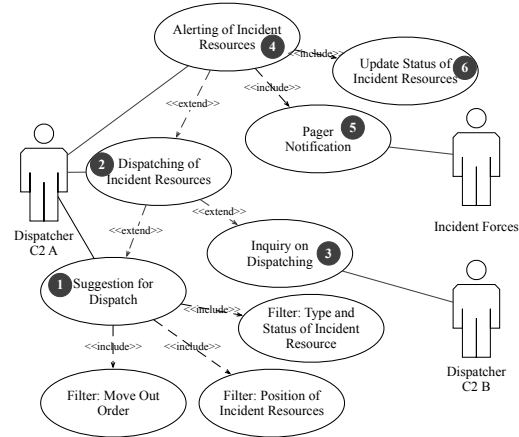 Alerting of Incident
Resources
4
<<include>>
6
Update Status of
Incident Resources
<<include>>
<<extend>>
5
Pager
Notification
2
Dispatching of
Incident Resources
Dispatcher
C2 A
Incident Forces
<<extend>>
<<extend>>
Inquiry on
Dispatching
3
1
Suggestion for
Dispatch
<<include>>
Filter: Type and
Status of Incident
Resource
<<include>>
<<include>>
Dispatcher
C2 B
Filter: Move Out
Order
Filter: Position of
Incident Resources